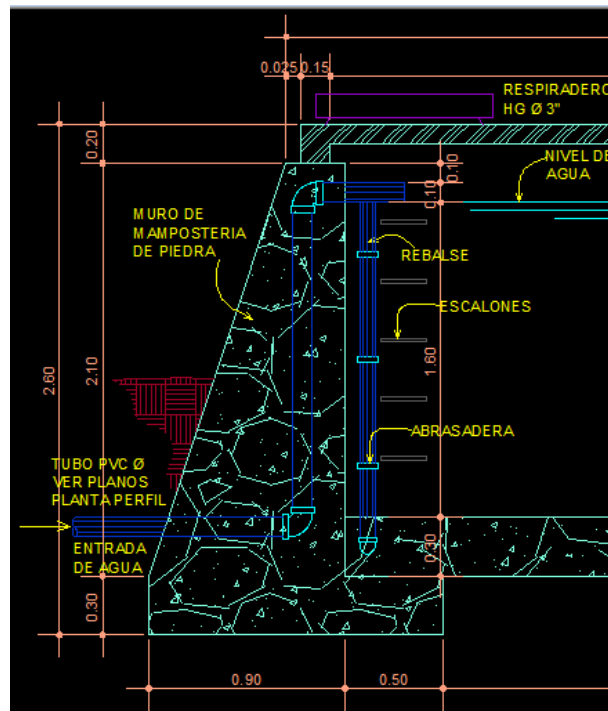 0.025
0.15
RESPIRADERO
HG Ø 3"
0.20
0.10
0.10
NIVEL DE
AGUA
MURO DE
MAMPOSTERIA
DE PIEDRA
REBALSE
ESCALONES
2.60
2.10
1.60
ABRASADERA
TUBO PVC Ø
VER PLANOS
PLANTA PERFIL
ENTRADA
DE AGUA
0.30
0.30
0.90
0.50